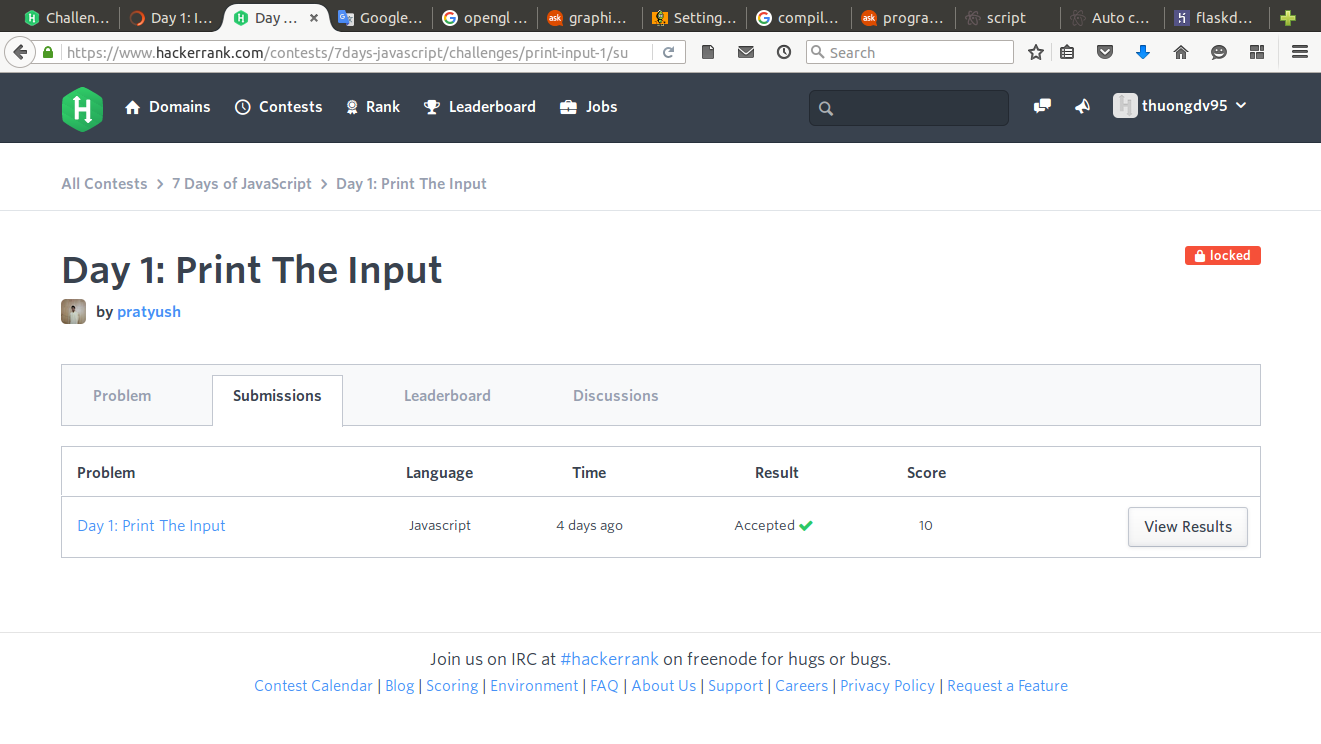 Challen...
Day 1: I...
Day ...
Google...
opengl ...
graphi...
Setting...
compil...
progra...
script
Auto c...
flaskd...
https://www.hackerrank.com/contests/7days-javascript/challenges/print-input-1/su
Search
Domains Contests Rank Leaderboard Jobs thuongdv95
All Contests > 7 Days of JavaScript > Day 1: Print The Input
Day 1: Print The Input
locked
by pratyush
Problem Submissions Leaderboard Discussions
Problem Language Time Result Score
Day 1: Print The Input Javascript 4 days ago Accepted 10 View Results
Join us on IRC at #hackerrank on freenode for hugs or bugs.
Contest Calendar | Blog | Scoring | Environment | FAQ | About Us | Support | Careers | Privacy Policy | Request a Feature